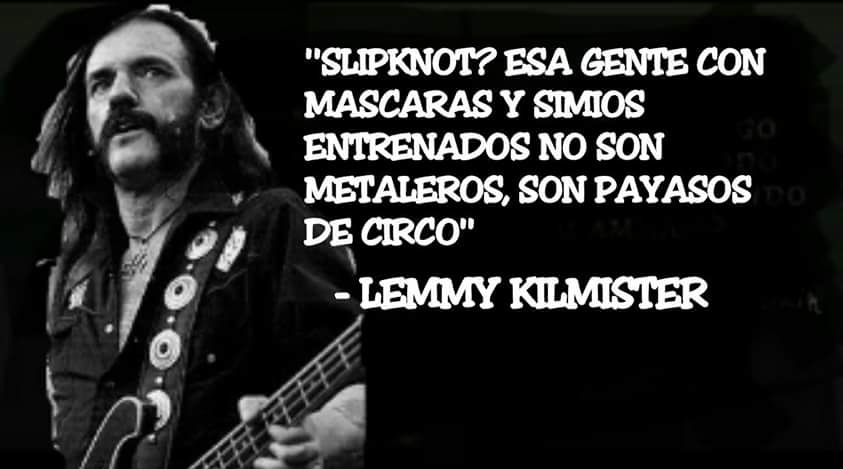 "SLIPKNOT? ESA GENTE CON
MASCARAS Y SIMIOS
ENTRENADOS NO SON
METALEROS, SON PAYASOS
DE CIRCO"
- LEMMY KILMISTER